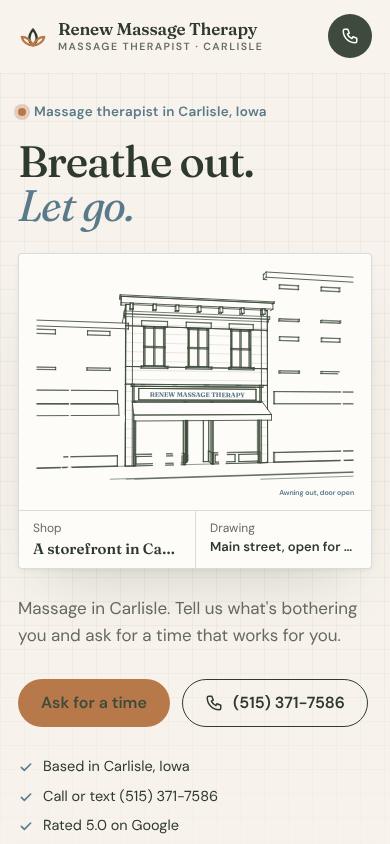 Renew Massage Therapy
MASSAGE THERAPIST · CARLISLE
Massage therapist in Carlisle, Iowa
Breathe out.
Let go.
RENEW MASSAGE THERAPY
Awning out, door open
Shop
A storefront in Ca...
Drawing
Main street, open for ...
Massage in Carlisle. Tell us what's bothering
you and ask for a time that works for you.
Ask for a time
(515) 371-7586
Based in Carlisle, Iowa
Call or text (515) 371-7586
Rated 5.0 on Google